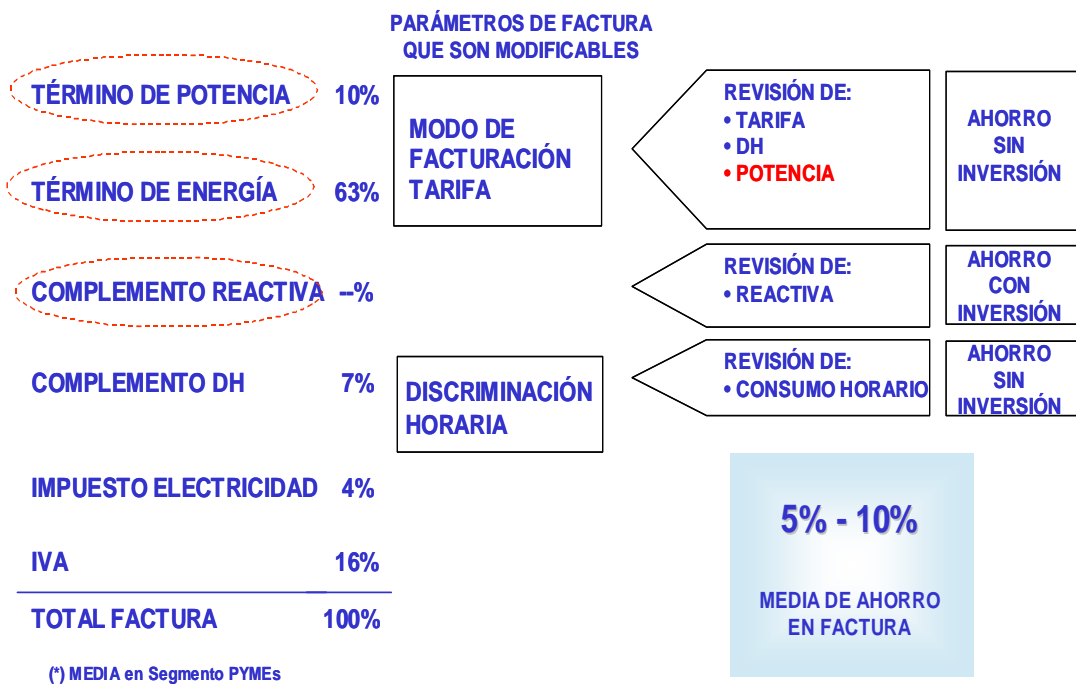 PARÁMETROS DE FACTURA
QUE SON MODIFICABLES
TÉRMINO DE POTENCIA 10%
TÉRMINO DE ENERGÍA 63%
MODO DE
FACTURACIÓN
TARIFA
REVISIÓN DE:
• TARIFA
• DH
• POTENCIA
AHORRO
SIN
INVERSIÓN
COMPLEMENTO REACTIVA --%
REVISIÓN DE:
• REACTIVA
AHORRO
CON
INVERSIÓN
COMPLEMENTO DH 7%
DISCRIMINACIÓN
HORARIA
REVISIÓN DE:
• CONSUMO HORARIO
AHORRO
SIN
INVERSIÓN
IMPUESTO ELECTRICIDAD 4%
IVA 16%
TOTAL FACTURA 100%
5% - 10%
MEDIA DE AHORRO
EN FACTURA
(*) MEDIA en Segmento PYMEs